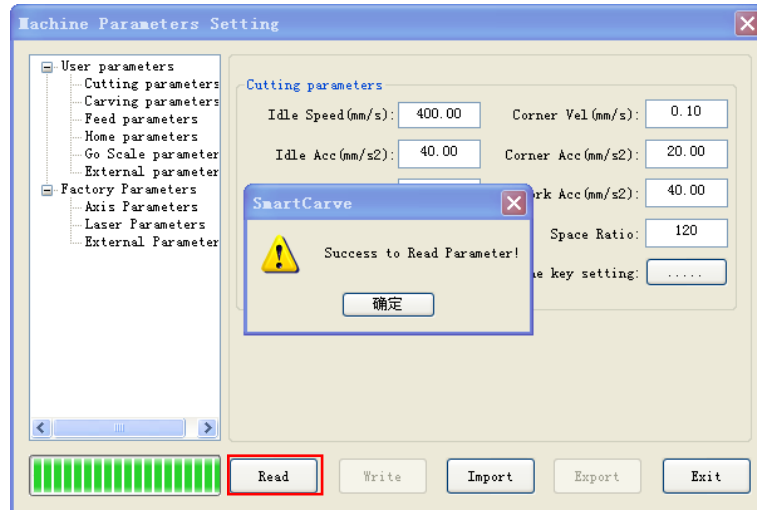 Machine Parameters Setting
User parameters
Cutting parameters
Carving parameters
Feed parameters
Home parameters
Go Scale parameter
External parameter
Factory Parameters
Axis Parameters
Laser Parameters
External Parameter
Cutting parameters
Idle Speed(mm/s): 400.00 Corner Vel(mm/s): 0.10
Idle Acc(mm/s2): 40.00 Corner Acc(mm/s2): 20.00
Acc(mm/s2): 40.00
Space Ratio: 120
key setting: .....
SmartCarve
Success to Read Parameter!
确定
Read Write Import Export Exit